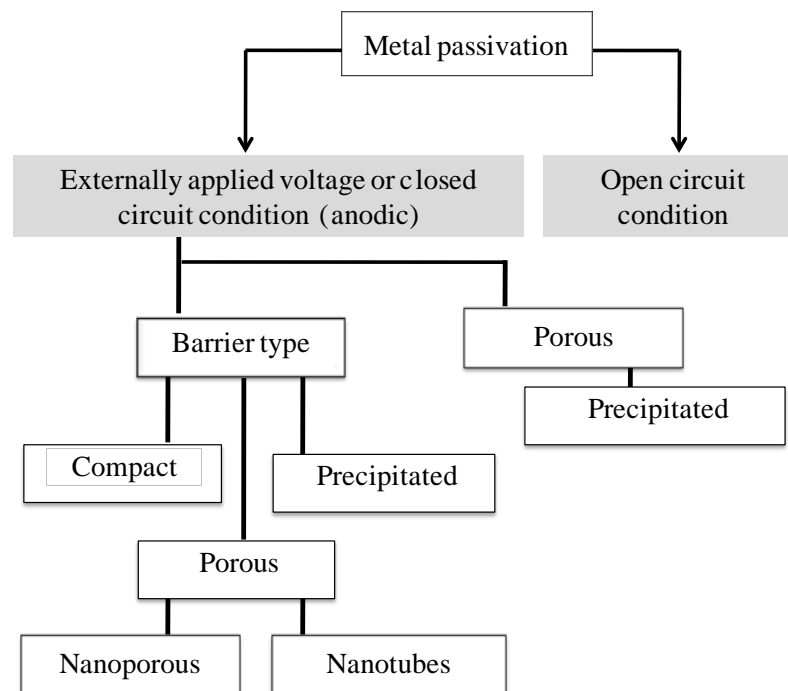 Metal passivation
Externally applied voltage or closed
circuit condition (anodic)
Open circuit
condition
Barrier type
Porous
Precipitated
Compact
Precipitated
Porous
Nanoporous
Nanotubes